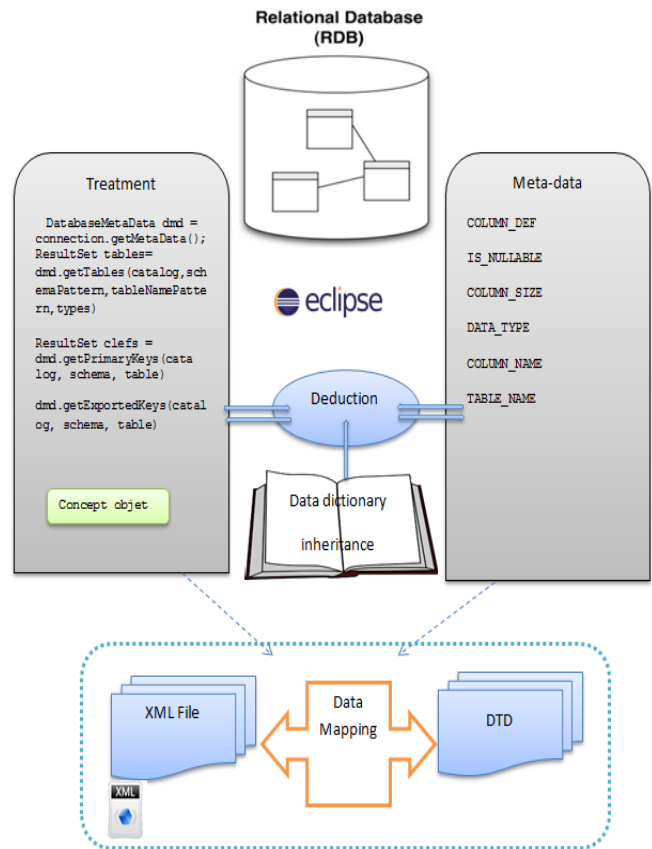 Relational Database
(RDB)
Treatment
DatabaseMetaData dmd =
connection.getMetaData();
ResultSet tables=
dmd.getTables(catalog,sch
emaPattern,tableNamePatte
rn,types)
ResultSet clefs =
dmd.getPrimaryKeys(cata
log, schema, table)
dmd.getExportedKeys(catal
og, schema, table)
Concept objet
eclipse
Deduction
Data dictionary
inheritance
Meta-data
COLUMN_DEF
IS_NULLABLE
COLUMN_SIZE
DATA_TYPE
COLUMN_NAME
TABLE_NAME
XML File
XML
Data
Mapping
DTD